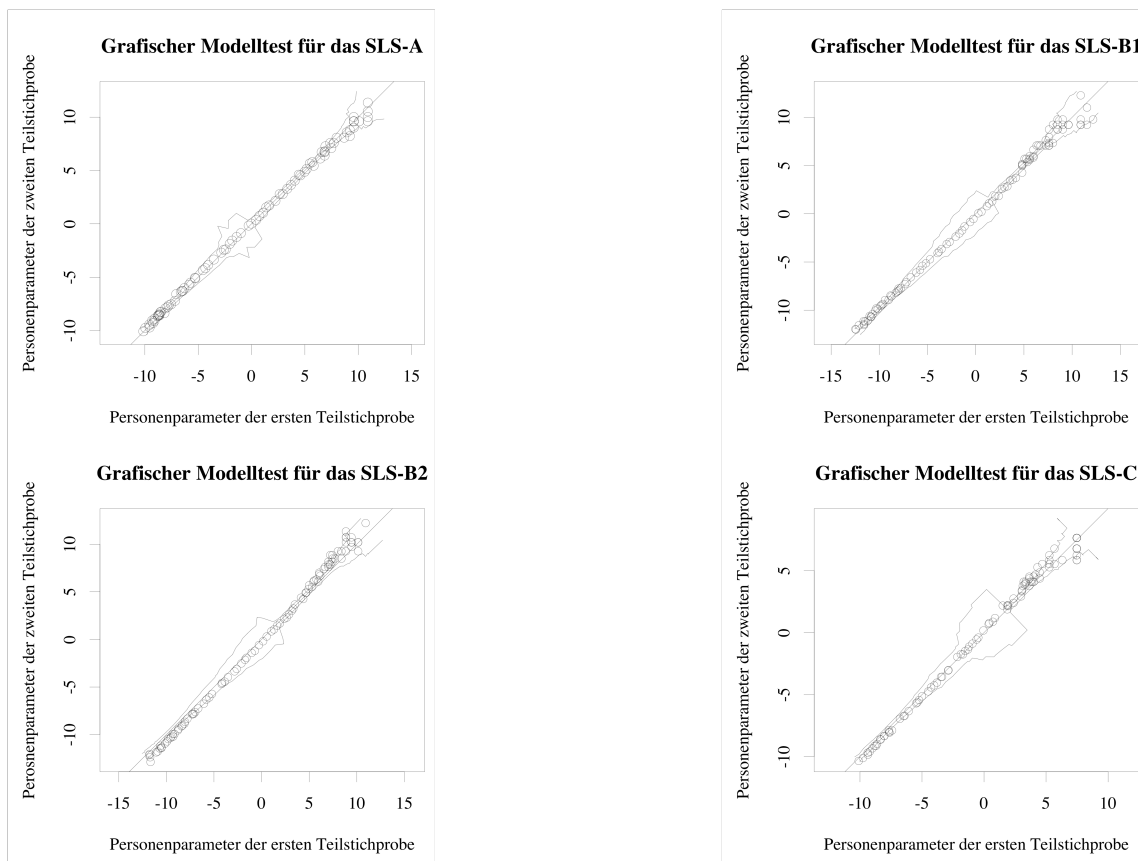 Grafischer Modelltest für das SLS-A
Personenparameter der zweiten Teilstichprobe
10
5
0
-5
-10
-10 -5 0 5 10 15
Personenparameter der ersten Teilstichprobe
Grafischer Modelltest für das SLS-B1
Personenparameter der zweiten Teilstichprobe
10
5
0
-5
-10
-15 -10 -5 0 5 10
Personenparameter der ersten Teilstichprobe
Grafischer Modelltest für das SLS-B2
Perosnenparameter der zweiten Teilstichprobe
10
5
0
-5
-10
-15 -10 -5 0 5 10 15
Personenparameter der ersten Teilstichprobe
Grafischer Modelltest für das SLS-C
Personenparameter der zweiten Teilstichprobe
5
0
-5
-10
-10 -5 0 5 10
Personenparameter der ersten Teilstichprobe